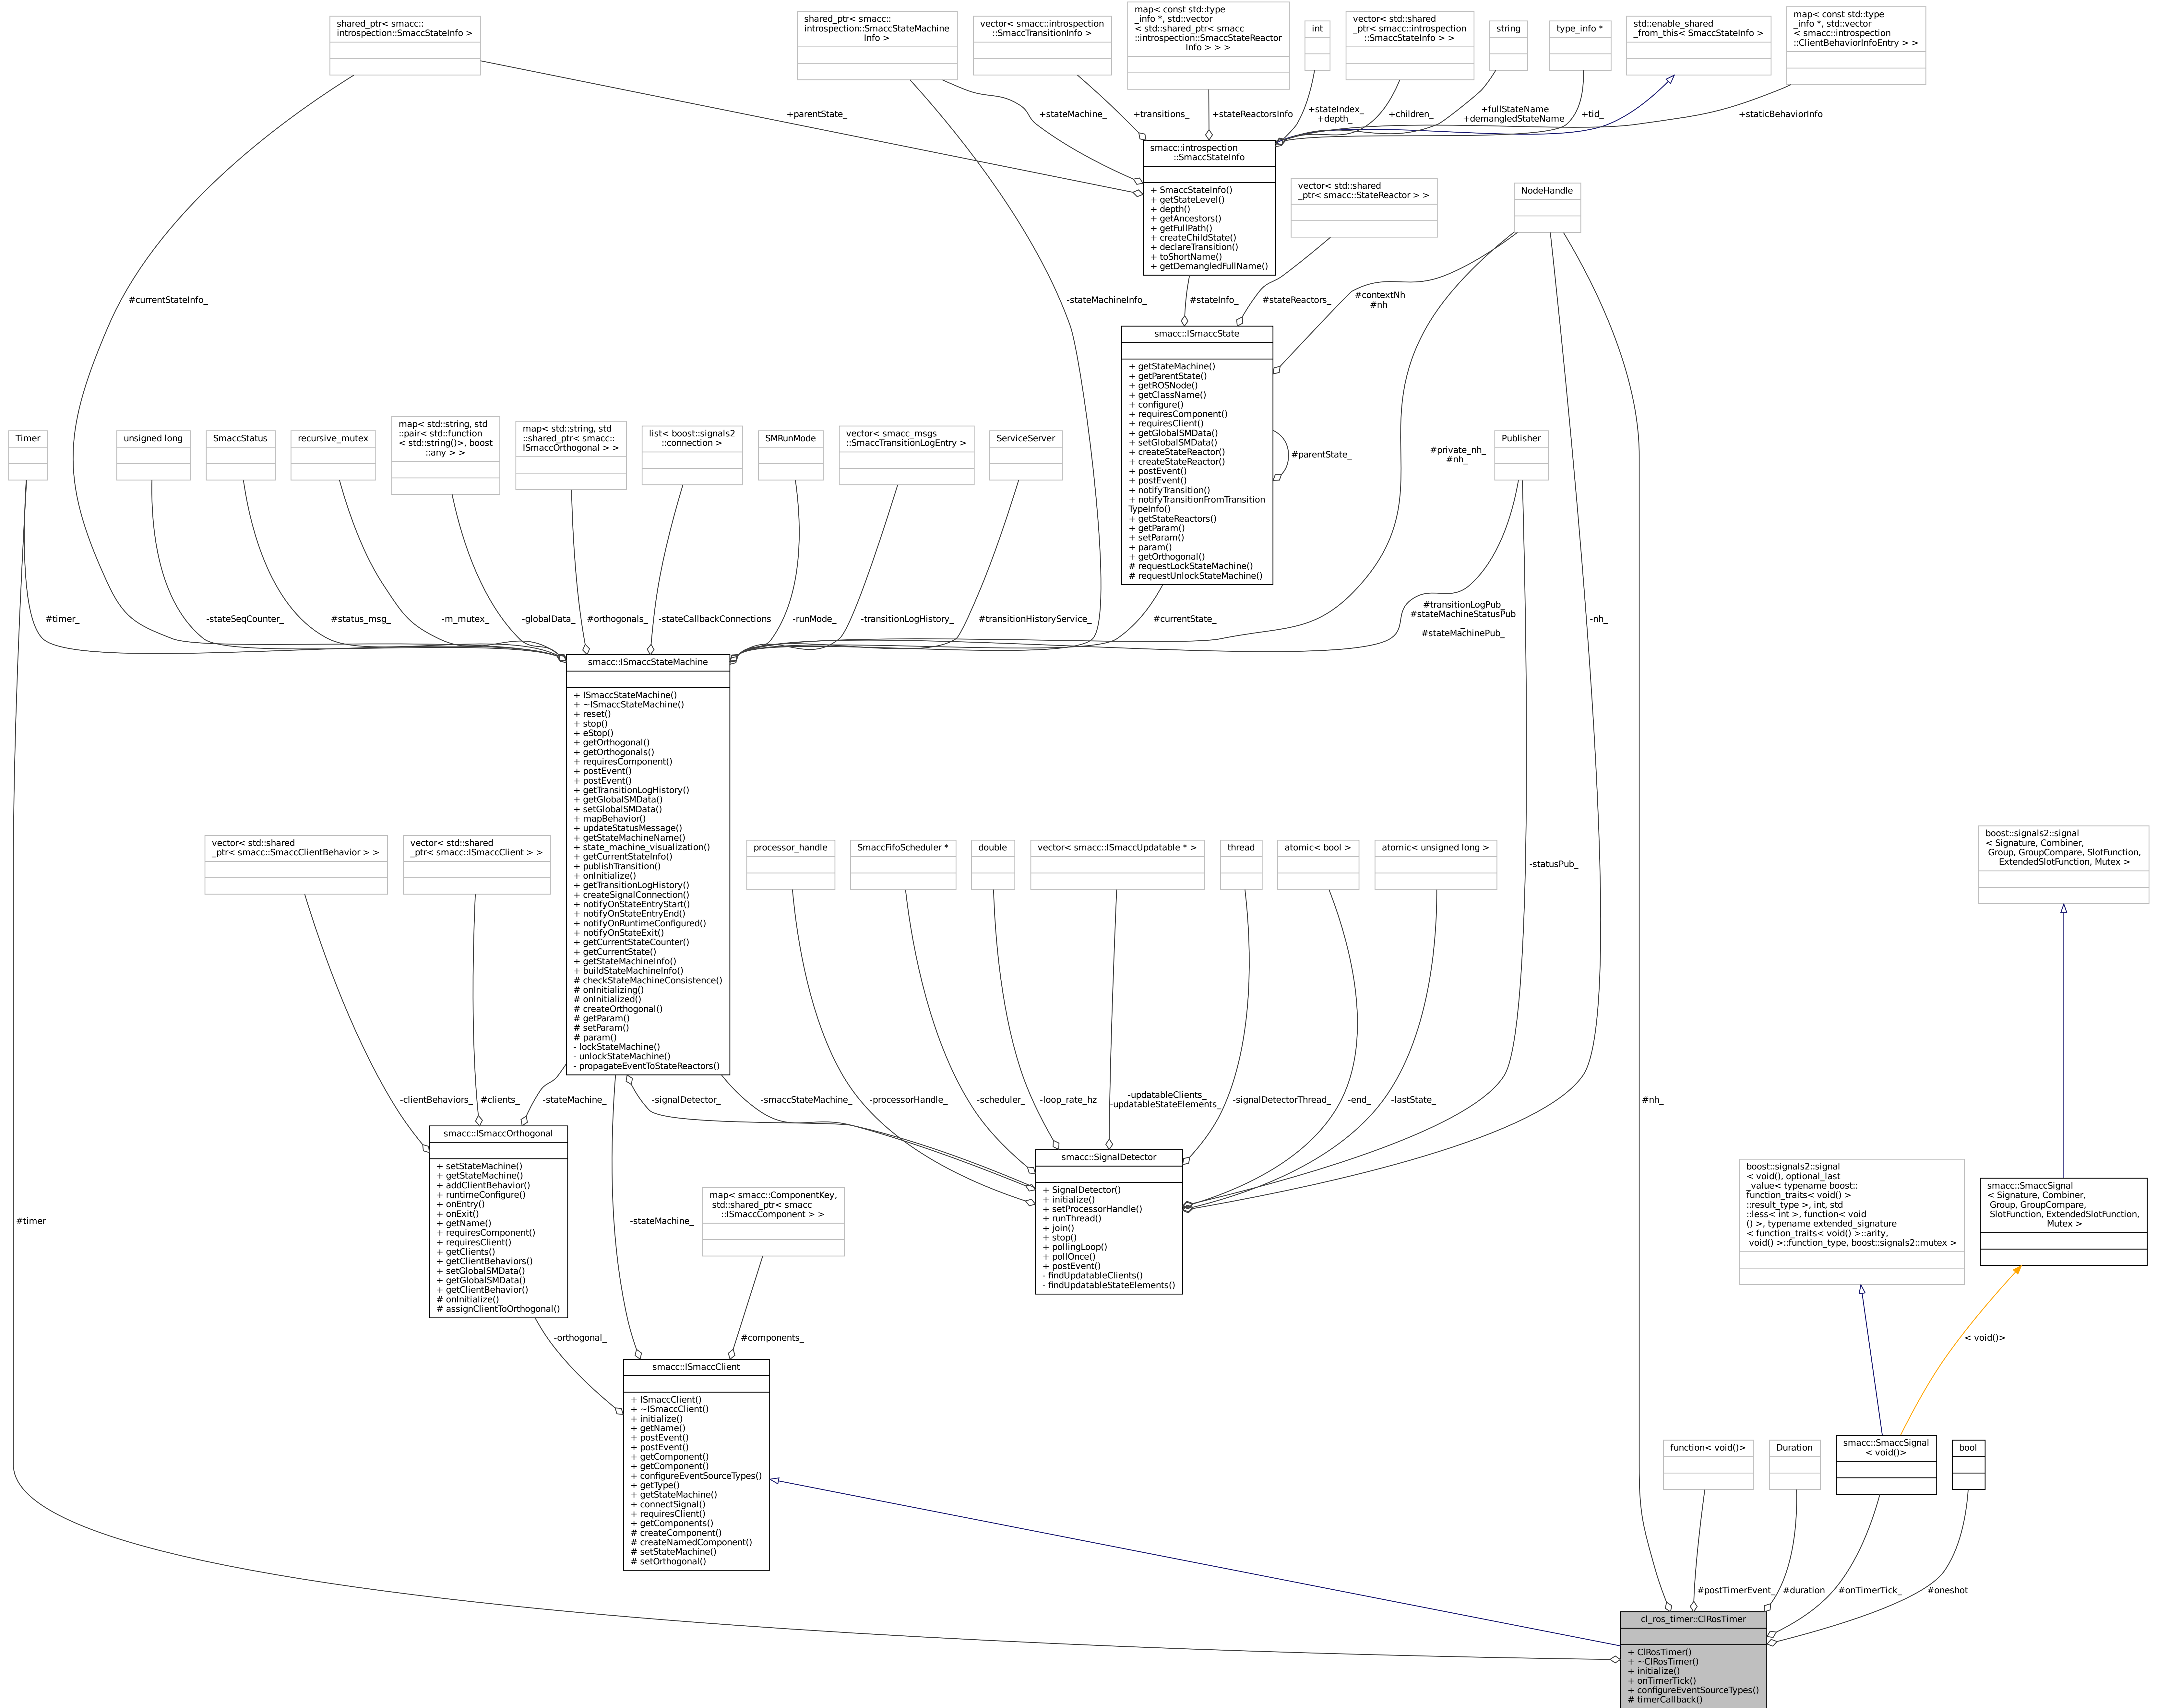 shared_ptr< smacc::
introspection::SmaccStateInfo >
shared_ptr< smacc::
introspection::SmaccStateMachine
Info >
vector< smacc::introspection
::SmaccTransitionInfo >
map< const std::type
_info *, std::vector
< std::shared_ptr< smacc
::introspection::SmaccStateReactor
Info > > >
int
vector< std::shared
_ptr< smacc::introspection
::SmaccStateInfo > >
string
type_info *
std::enable_shared
_from_this< SmaccStateInfo >
map< const std::type
_info *, std::vector
< smacc::introspection
::ClientBehaviorInfoEntry > >
+parentState_
+stateMachine_
+transitions_
+stateReactorsInfo
+stateIndex_
+depth_
+children_
+fullStateName
+demangledStateName
+tid_
+staticBehaviorInfo
smacc::introspection
::SmaccStateInfo
+ SmaccStateInfo()
+ getStateLevel()
+ depth()
+ getAncestors()
+ getFullPath()
+ createChildState()
+ declareTransition()
+ toShortName()
+ getDemangledFullName()
vector< std::shared
_ptr< smacc::StateReactor > >
NodeHandle
#currentStateInfo_
-stateMachineInfo_
#stateInfo_
#stateReactors_
#contextNh
#nh
smacc::ISmaccState
+ getStateMachine()
+ getParentState()
+ getROSNode()
+ getClassName()
+ configure()
+ requiresComponent()
+ requiresClient()
+ getGlobalSMData()
+ setGlobalSMData()
+ createStateReactor()
+ createStateReactor()
+ postEvent()
+ postEvent()
+ notifyTransition()
+ notifyTransitionFromTransition
TypeInfo()
+ getStateReactors()
+ getParam()
+ setParam()
+ param()
+ getOrthogonal()
# requestLockStateMachine()
# requestUnlockStateMachine()
#parentState_
#private_nh_
#nh_
Publisher
Timer
unsigned long
SmaccStatus
recursive_mutex
map< std::string, std
::pair< std::function
< std::string()>, boost
::any > >
map< std::string, std
::shared_ptr< smacc::
ISmaccOrthogonal > >
list< boost::signals2
::connection >
SMRunMode
vector< smacc_msgs
::SmaccTransitionLogEntry >
ServiceServer
#timer_
-stateSeqCounter_
#status_msg_
-m_mutex_
-globalData_
#orthogonals_
-stateCallbackConnections
-runMode_
-transitionLogHistory_
#transitionHistoryService_
#currentState_
#transitionLogPub_
#stateMachineStatusPub
_
#stateMachinePub_
-nh_
smacc::ISmaccStateMachine
+ ISmaccStateMachine()
+ ~ISmaccStateMachine()
+ reset()
+ stop()
+ eStop()
+ getOrthogonal()
+ getOrthogonals()
+ requiresComponent()
+ postEvent()
+ postEvent()
+ getTransitionLogHistory()
+ getGlobalSMData()
+ setGlobalSMData()
+ mapBehavior()
+ updateStatusMessage()
+ getStateMachineName()
+ state_machine_visualization()
+ getCurrentStateInfo()
+ publishTransition()
+ onInitialize()
+ getTransitionLogHistory()
+ createSignalConnection()
+ notifyOnStateEntryStart()
+ notifyOnStateEntryEnd()
+ notifyOnRuntimeConfigured()
+ notifyOnStateExit()
+ getCurrentStateCounter()
+ getCurrentState()
+ getStateMachineInfo()
+ buildStateMachineInfo()
# checkStateMachineConsistence()
# onInitializing()
# onInitialized()
# createOrthogonal()
# getParam()
# setParam()
# param()
- lockStateMachine()
- unlockStateMachine()
- propagateEventToStateReactors()
vector< std::shared
_ptr< smacc::SmaccClientBehavior > >
vector< std::shared
_ptr< smacc::ISmaccClient > >
processor_handle
SmaccFifoScheduler *
double
vector< smacc::ISmaccUpdatable * >
thread
atomic< bool >
atomic< unsigned long >
-statusPub_
boost::signals2::signal
< Signature, Combiner,
Group, GroupCompare, SlotFunction,
ExtendedSlotFunction, Mutex >
-clientBehaviors_
#clients_
-stateMachine_
-signalDetector_
-smaccStateMachine_
-processorHandle_
-scheduler_
-loop_rate_hz
-updatableClients_
-updatableStateElements_
-signalDetectorThread_
-end_
-lastState_
#nh_
smacc::ISmaccOrthogonal
+ setStateMachine()
+ getStateMachine()
+ addClientBehavior()
+ runtimeConfigure()
+ onEntry()
+ onExit()
+ getName()
+ requiresComponent()
+ requiresClient()
+ getClients()
+ getClientBehaviors()
+ setGlobalSMData()
+ getGlobalSMData()
+ getClientBehavior()
# onInitialize()
# assignClientToOrthogonal()
smacc::SignalDetector
+ SignalDetector()
+ initialize()
+ setProcessorHandle()
+ runThread()
+ join()
+ stop()
+ pollingLoop()
+ pollOnce()
+ postEvent()
- findUpdatableClients()
- findUpdatableStateElements()
map< smacc::ComponentKey,
std::shared_ptr< smacc
::ISmaccComponent > >
boost::signals2::signal
< void(), optional_last
_value< typename boost::
function_traits< void() >
::result_type >, int, std
::less< int >, function< void
() >, typename extended_signature
< function_traits< void() >::arity,
void() >::function_type, boost::signals2::mutex >
smacc::SmaccSignal
< Signature, Combiner,
Group, GroupCompare,
SlotFunction, ExtendedSlotFunction,
Mutex >
#timer
-stateMachine_
-orthogonal_
#components_
< void()>
smacc::ISmaccClient
+ ISmaccClient()
+ ~ISmaccClient()
+ initialize()
+ getName()
+ postEvent()
+ postEvent()
+ getComponent()
+ getComponent()
+ configureEventSourceTypes()
+ getType()
+ getStateMachine()
+ connectSignal()
+ requiresClient()
+ getComponents()
# createComponent()
# createNamedComponent()
# setStateMachine()
# setOrthogonal()
function< void()>
Duration
smacc::SmaccSignal
< void()>
bool
#postTimerEvent_
#duration
#onTimerTick_
#oneshot
cl_ros_timer::ClRosTimer
+ ClRosTimer()
+ ~ClRosTimer()
+ initialize()
+ onTimerTick()
+ configureEventSourceTypes()
# timerCallback()